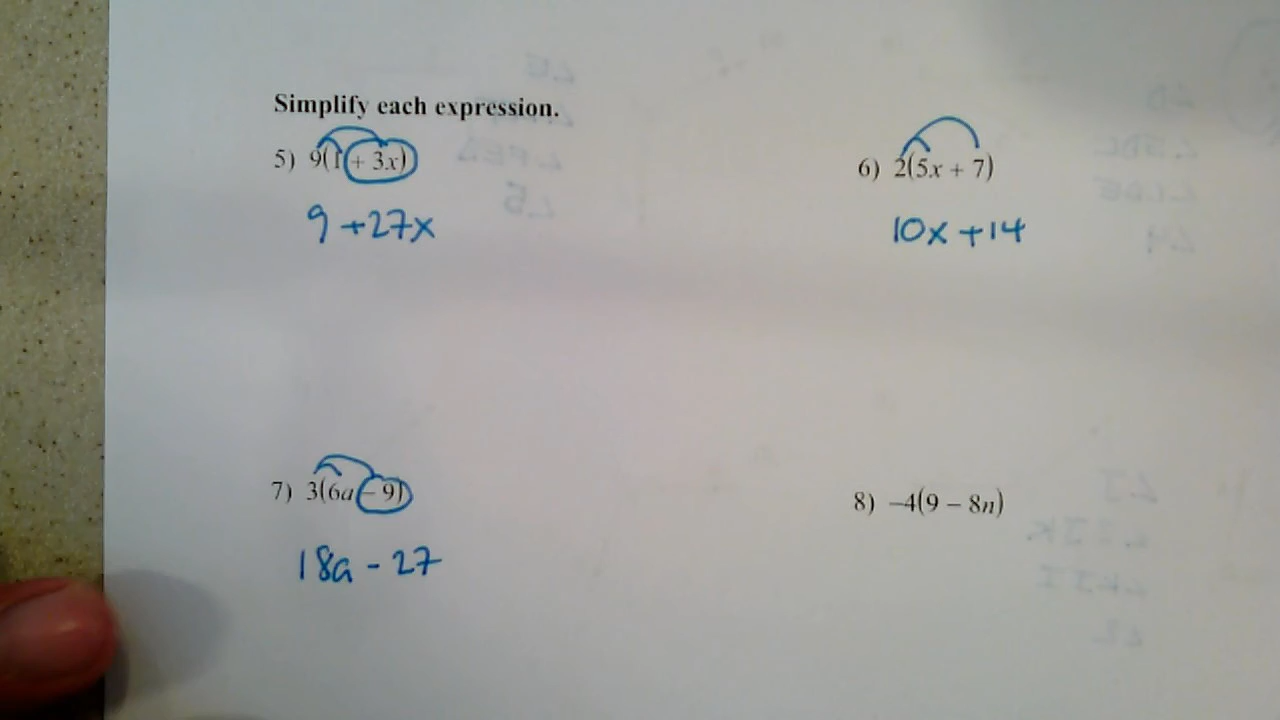 Simplify each expression.
5) 9(1 + 3x)
6) 2(5x + 7)
9 + 27x
10x + 14
7) 3(6a − 9)
8) −4(9 − 8n)
18a - 27